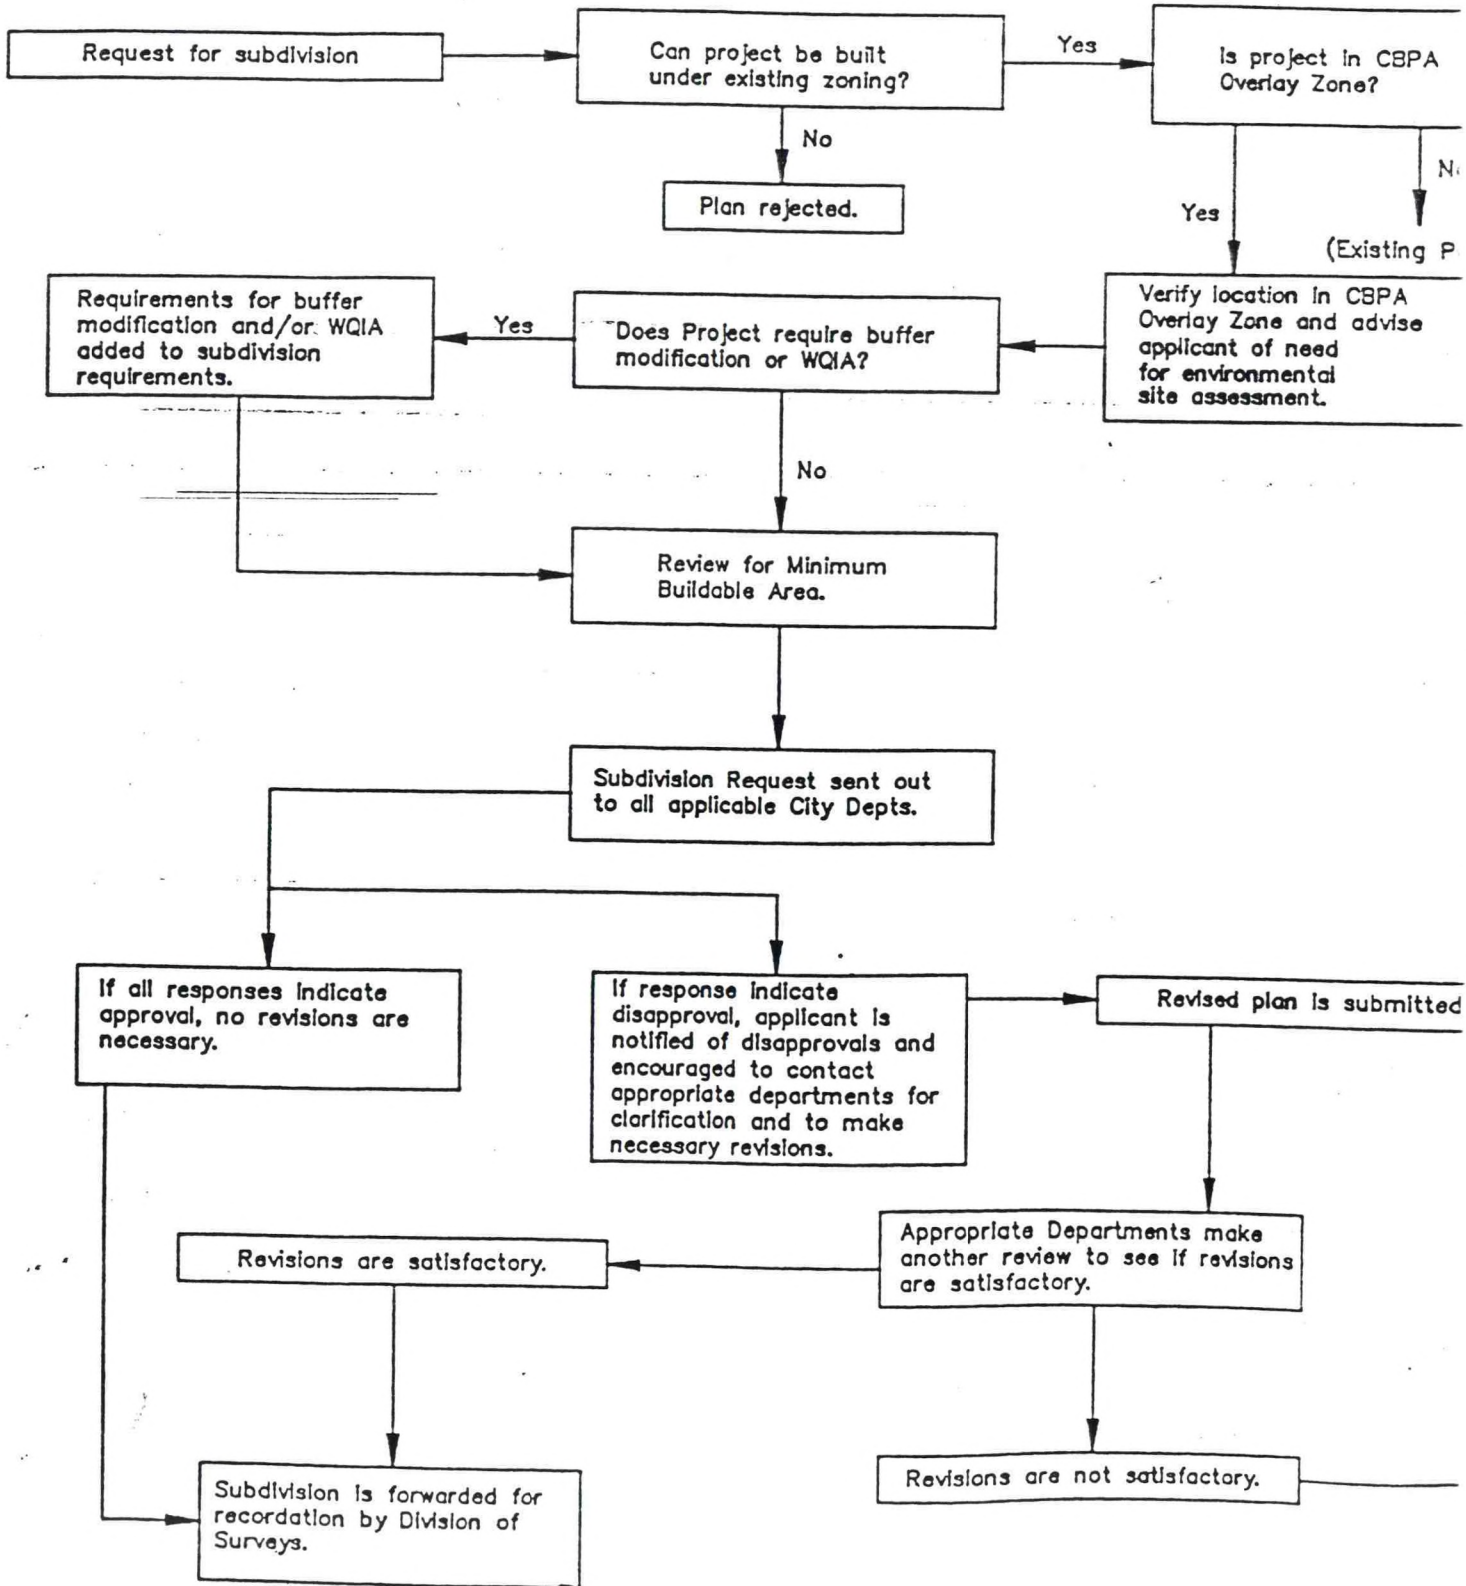 Request for subdivision
Can project be built
under existing zoning?
Yes
Is project in CBPA
Overlay Zone?
No
Plan rejected.
Yes
(Existing
Verify location in CBPA
Overlay Zone and advise
applicant of need
for environmental
site assessment.
Does Project require buffer
modification or WQIA?
Yes
Requirements for buffer
modification and/or WQIA
added to subdivision
requirements.
No
Review for Minimum
Buildable Area.
Subdivision Request sent out
to all applicable City Depts.
If all responses indicate
approval, no revisions are
necessary.
If response indicate
disapproval, applicant is
notified of disapprovals and
encouraged to contact
appropriate departments for
clarification and to make
necessary revisions.
Revised plan is submitted
Appropriate Departments make
another review to see if revisions
are satisfactory.
Revisions are satisfactory.
Revisions are not satisfactory.
Subdivision is forwarded for
recordation by Division of
Surveys.